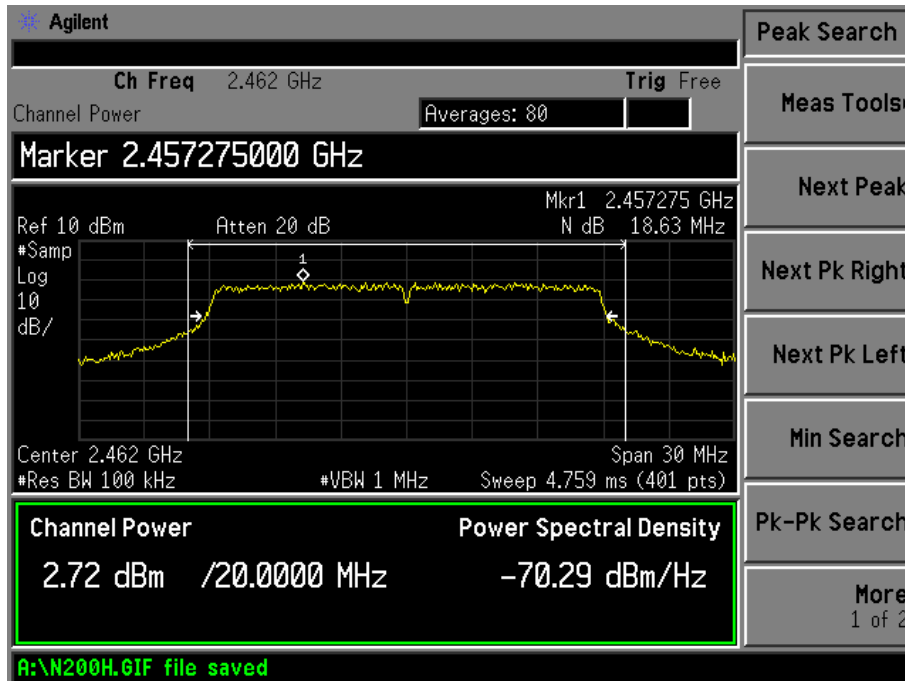 Agilent
Peak Search
Ch Freq 2.462 GHz Trig Free
Channel Power Averages: 80
Meas Tools
Marker 2.457275000 GHz
Next Peak
Mkr1 2.457275 GHz
Ref 10 dBm Atten 20 dB N dB 18.63 MHz
#Samp
Log
10
dB/
1
Next Pk Right
Next Pk Left
Min Search
Center 2.462 GHz Span 30 MHz
#Res BW 100 kHz #VBW 1 MHz Sweep 4.759 ms (401 pts)
Channel Power Power Spectral Density
2.72 dBm /20.0000 MHz -70.29 dBm/Hz
Pk-Pk Search
More
1 of 2
A:\N200H.GIF file saved